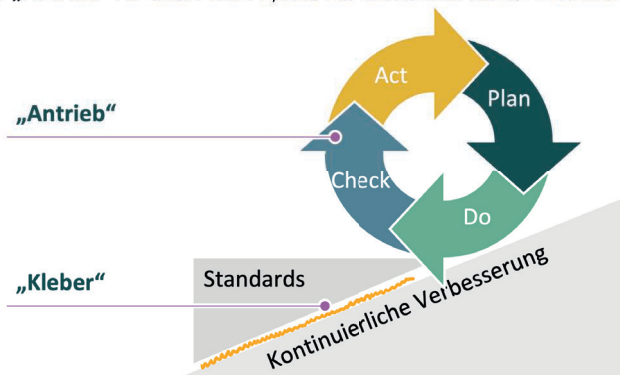 Act
Plan
„Antrieb“
Check
Do
„Kleber“
Standards
Kontinuierliche Verbesserung